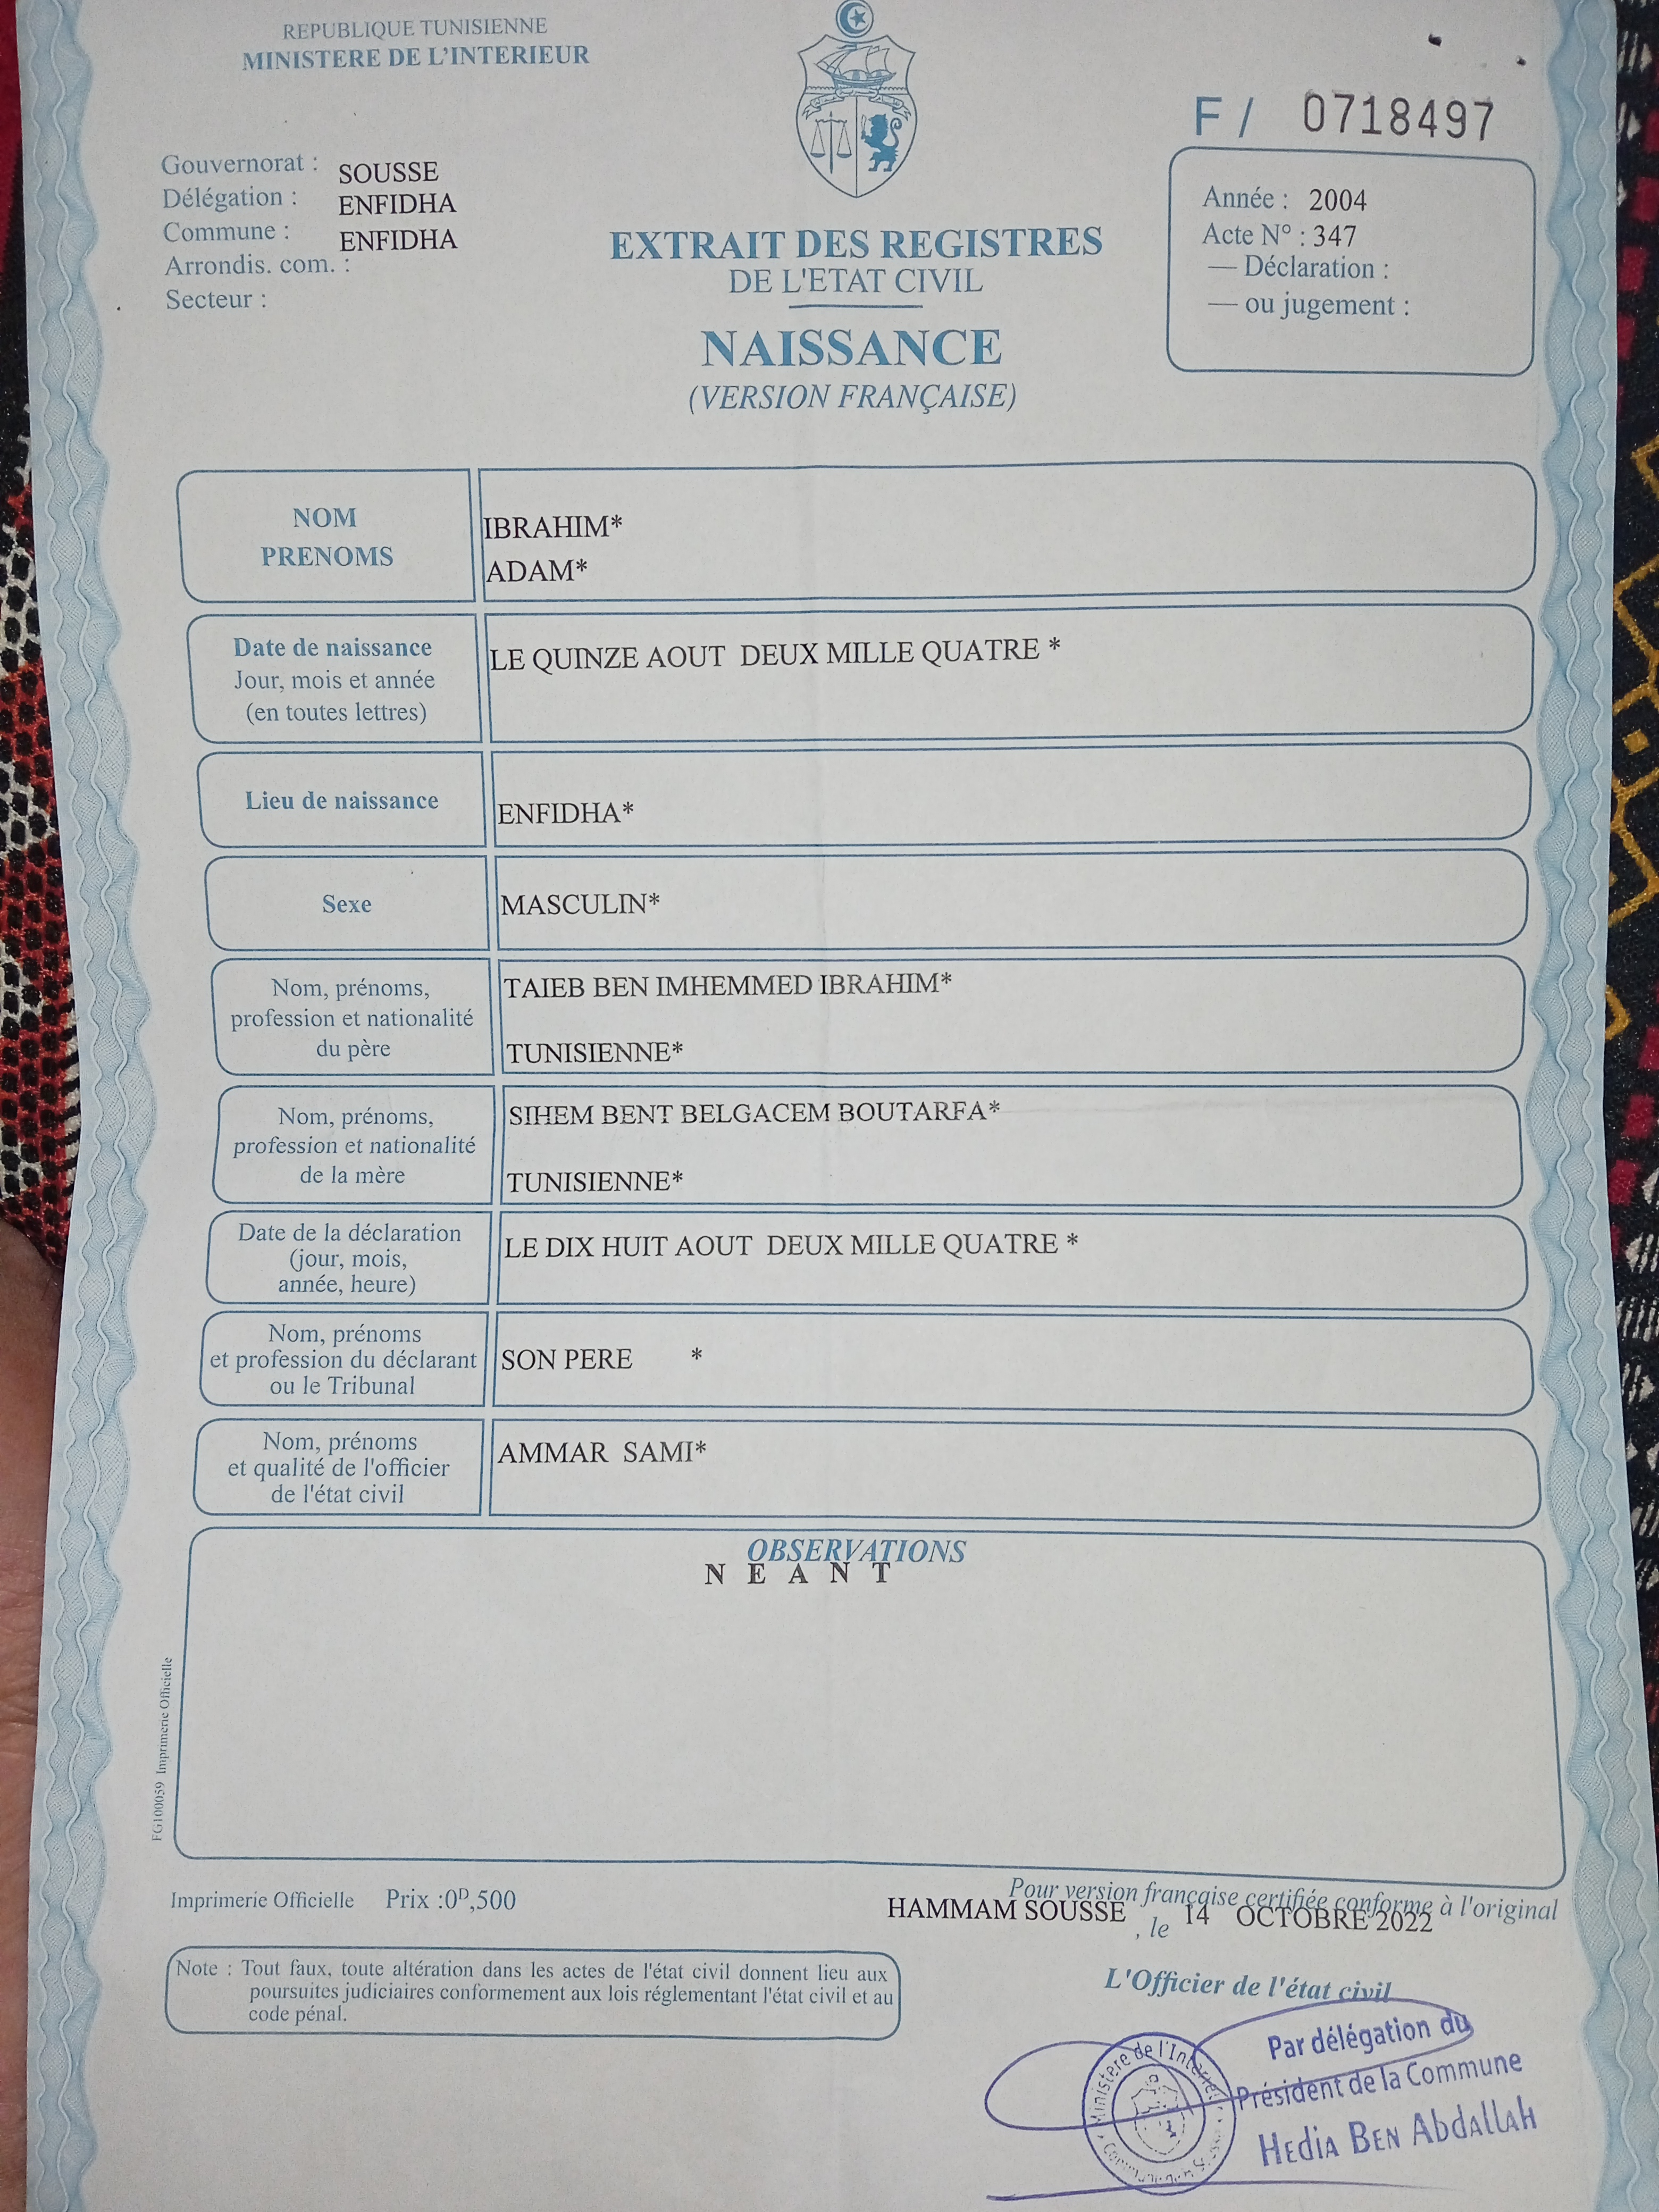 REPUBLIQUE TUNISIENNE
MINISTERE DE L'INTERIEUR
F / 0718497
Gouvernorat : SOUSSE
Délégation : ENFIDHA
Commune : ENFIDHA
Arrondis. com. :
Secteur :
EXTRAIT DES REGISTRES
DE L'ETAT CIVIL
NAISSANCE
(VERSION FRANÇAISE)
Année : 2004
Acte N° : 347
— Déclaration :
— ou jugement :
NOM
PRENOMS
IBRAHIM*
ADAM*
Date de naissance
Jour, mois et année
(en toutes lettres)
LE QUINZE AOUT DEUX MILLE QUATRE *
Lieu de naissance
ENFIDHA*
Sexe
MASCULIN*
Nom, prénoms,
profession et nationalité
du père
TAIEB BEN IMHEMMED IBRAHIM*
TUNISIENNE*
Nom, prénoms,
profession et nationalité
de la mère
SIHEM BENT BELGACEM BOUTARFA*
TUNISIENNE*
Date de la déclaration
(jour, mois,
année, heure)
LE DIX HUIT AOUT DEUX MILLE QUATRE *
Nom, prénoms
et profession du déclarant
ou le Tribunal
SON PERE *
Nom, prénoms
et qualité de l'officier
de l'état civil
AMMAR SAMI*
OBSERVATIONS
N E A N T
FG100059 Imprimerie Officielle
Imprimerie Officielle Prix :0ᴰ,500
Pour version française certifiée conforme à l'original
HAMMAM SOUSSE , le 14 OCTOBRE 2022
Note : Tout faux, toute altération dans les actes de l'état civil donnent lieu aux
poursuites judiciaires conformement aux lois réglementant l'état civil et au
code pénal.
L'Officier de l'état civil
Par délégation du
Président de la Commune
Hedia Ben Abdallah
Ministère de l'Interieur